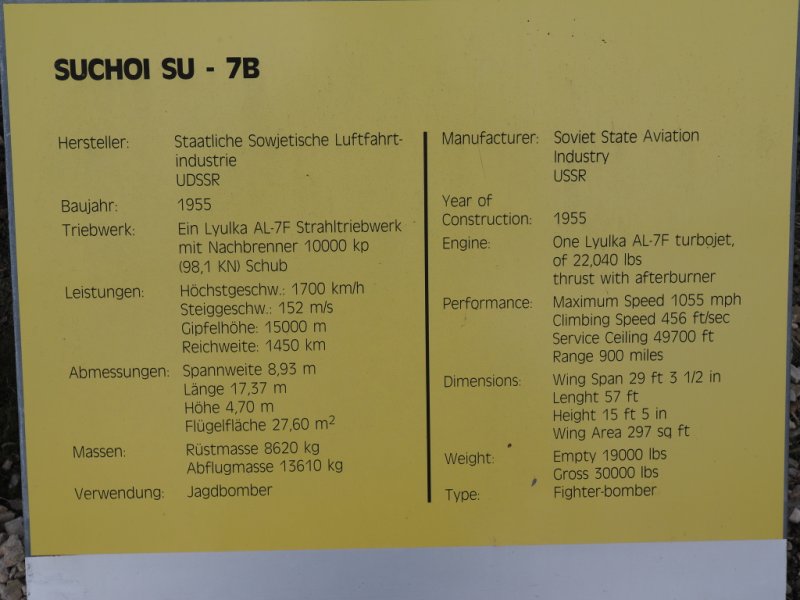 SUCHOI SU - 7B
Hersteller: Staatliche Sowjetische Luftfahrt-
industrie
UDSSR
Baujahr: 1955
Triebwerk: Ein Lyulka AL-7F Strahltriebwerk
mit Nachbrenner 10000 kp
(98,1 KN) Schub
Leistungen: Höchstgeschw.: 1700 km/h
Steiggeschw.: 152 m/s
Gipfelhöhe: 15000 m
Reichweite: 1450 km
Abmessungen: Spannweite 8,93 m
Länge 17,37 m
Höhe 4,70 m
Flügelfläche 27,60 m²
Massen: Rüstmasse 8620 kg
Abflugmasse 13610 kg
Verwendung: Jagdbomber
Manufacturer: Soviet State Aviation
Industry
USSR
Year of
Construction: 1955
Engine: One Lyulka AL-7F turbojet,
of 22,040 lbs
thrust with afterburner
Performance: Maximum Speed 1055 mph
Climbing Speed 456 ft/sec
Service Ceiling 49700 ft
Range 900 miles
Dimensions: Wing Span 29 ft 3 1/2 in
Lenght 57 ft
Height 15 ft 5 in
Wing Area 297 sq ft
Weight: Empty 19000 lbs
Gross 30000 lbs
Type: Fighter-bomber